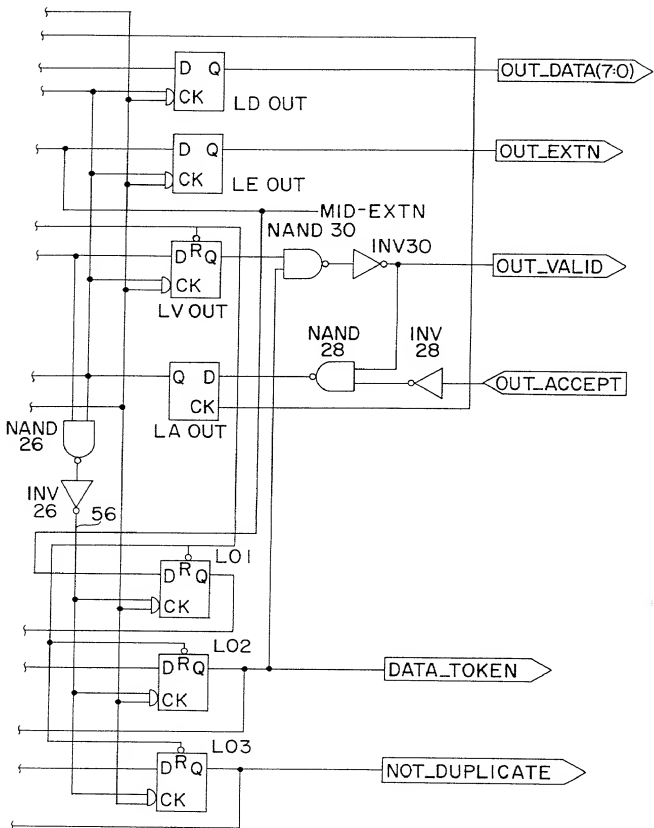 D Q
OUT_DATA(7:0)
CK
LD OUT
D Q
OUT_EXTN
CK
LE OUT
MID-EXTN
NAND 30
INV30
D R Q
OUT_VALID
CK
LV OUT
NAND
28
INV
28
Q D
OUT_ACCEPT
CK
LA OUT
NAND
26
INV
26
56
LO1
D R Q
CK
LO2
D R Q
DATA_TOKEN
CK
LO3
D R Q
NOT_DUPLICATE
CK